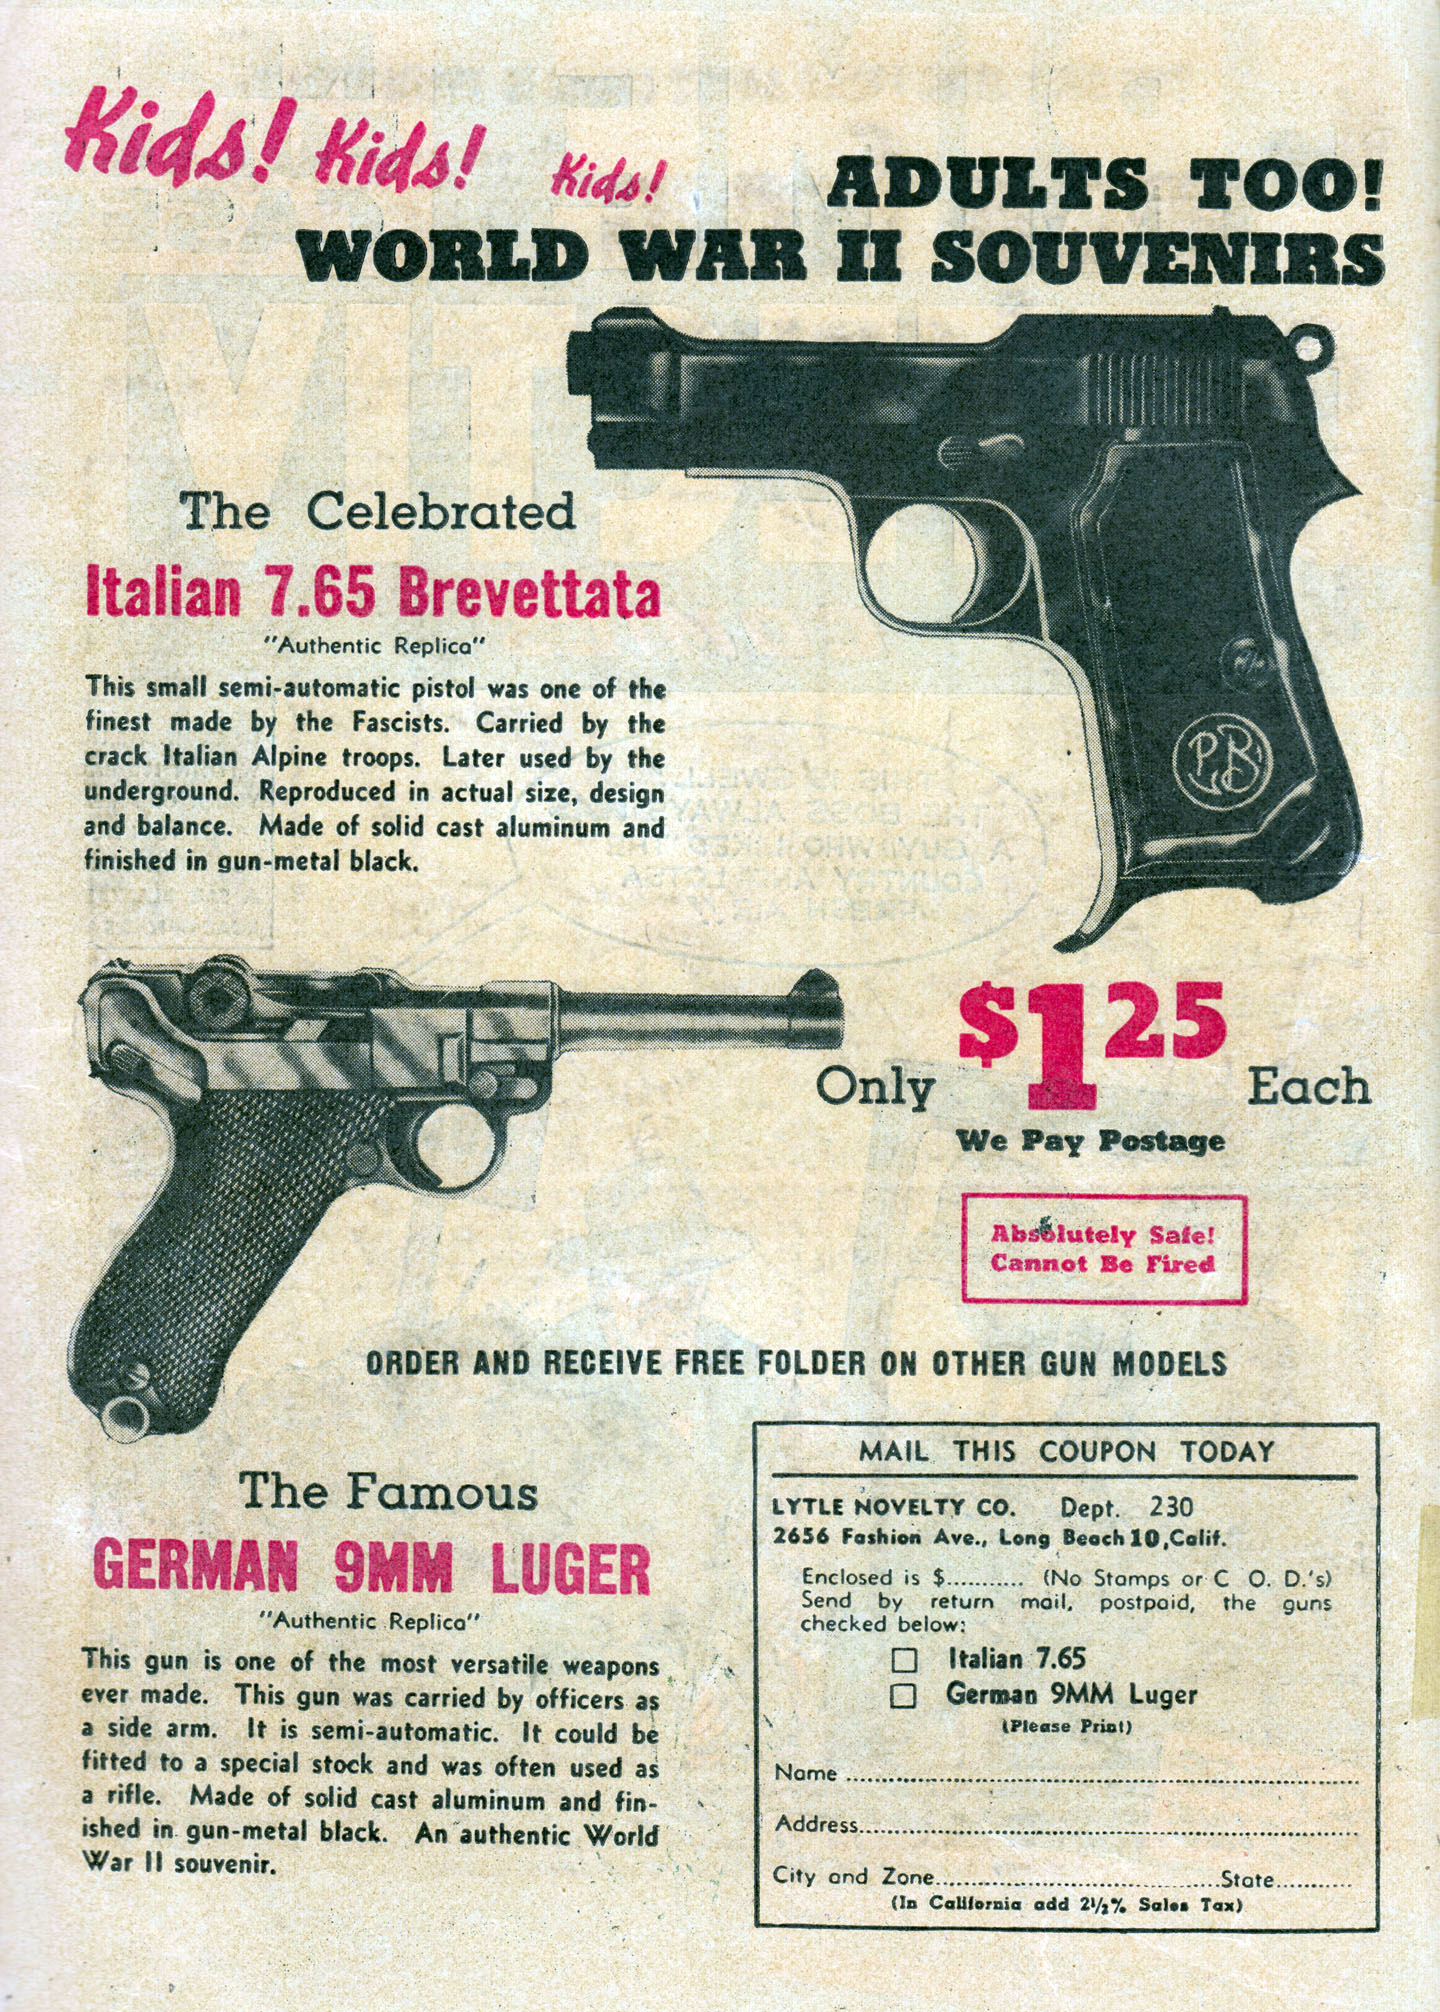 Kids! Kids! Kids! ADULTS TOO!
WORLD WAR II SOUVENIRS
The Celebrated
Italian 7.65 Brevettata
"Authentic Replica"
This small semi-automatic pistol was one of the
finest made by the Fascists. Carried by the
crack Italian Alpine troops. Later used by the
underground. Reproduced in actual size, design
and balance. Made of solid cast aluminum and
finished in gun-metal black.
P.B.
Only $1 25 Each
We Pay Postage
Absolutely Safe!
Cannot Be Fired
ORDER AND RECEIVE FREE FOLDER ON OTHER GUN MODELS
The Famous
GERMAN 9MM LUGER
"Authentic Replica"
This gun is one of the most versatile weapons
ever made. This gun was carried by officers as
a side arm. It is semi-automatic. It could be
fitted to a special stock and was often used as
a rifle. Made of solid cast aluminum and fin-
ished in gun-metal black. An authentic World
War II souvenir.
MAIL THIS COUPON TODAY
LYTLE NOVELTY CO. Dept. 230
2656 Fashion Ave., Long Beach 10, Calif.
Enclosed is $........... (No Stamps or C O. D.'s)
Send by return mail, postpaid, the guns
checked below:
Italian 7.65
German 9MM Luger
(Please Print)
Name
Address
City and Zone State
(In California add 2½% Sales Tax)